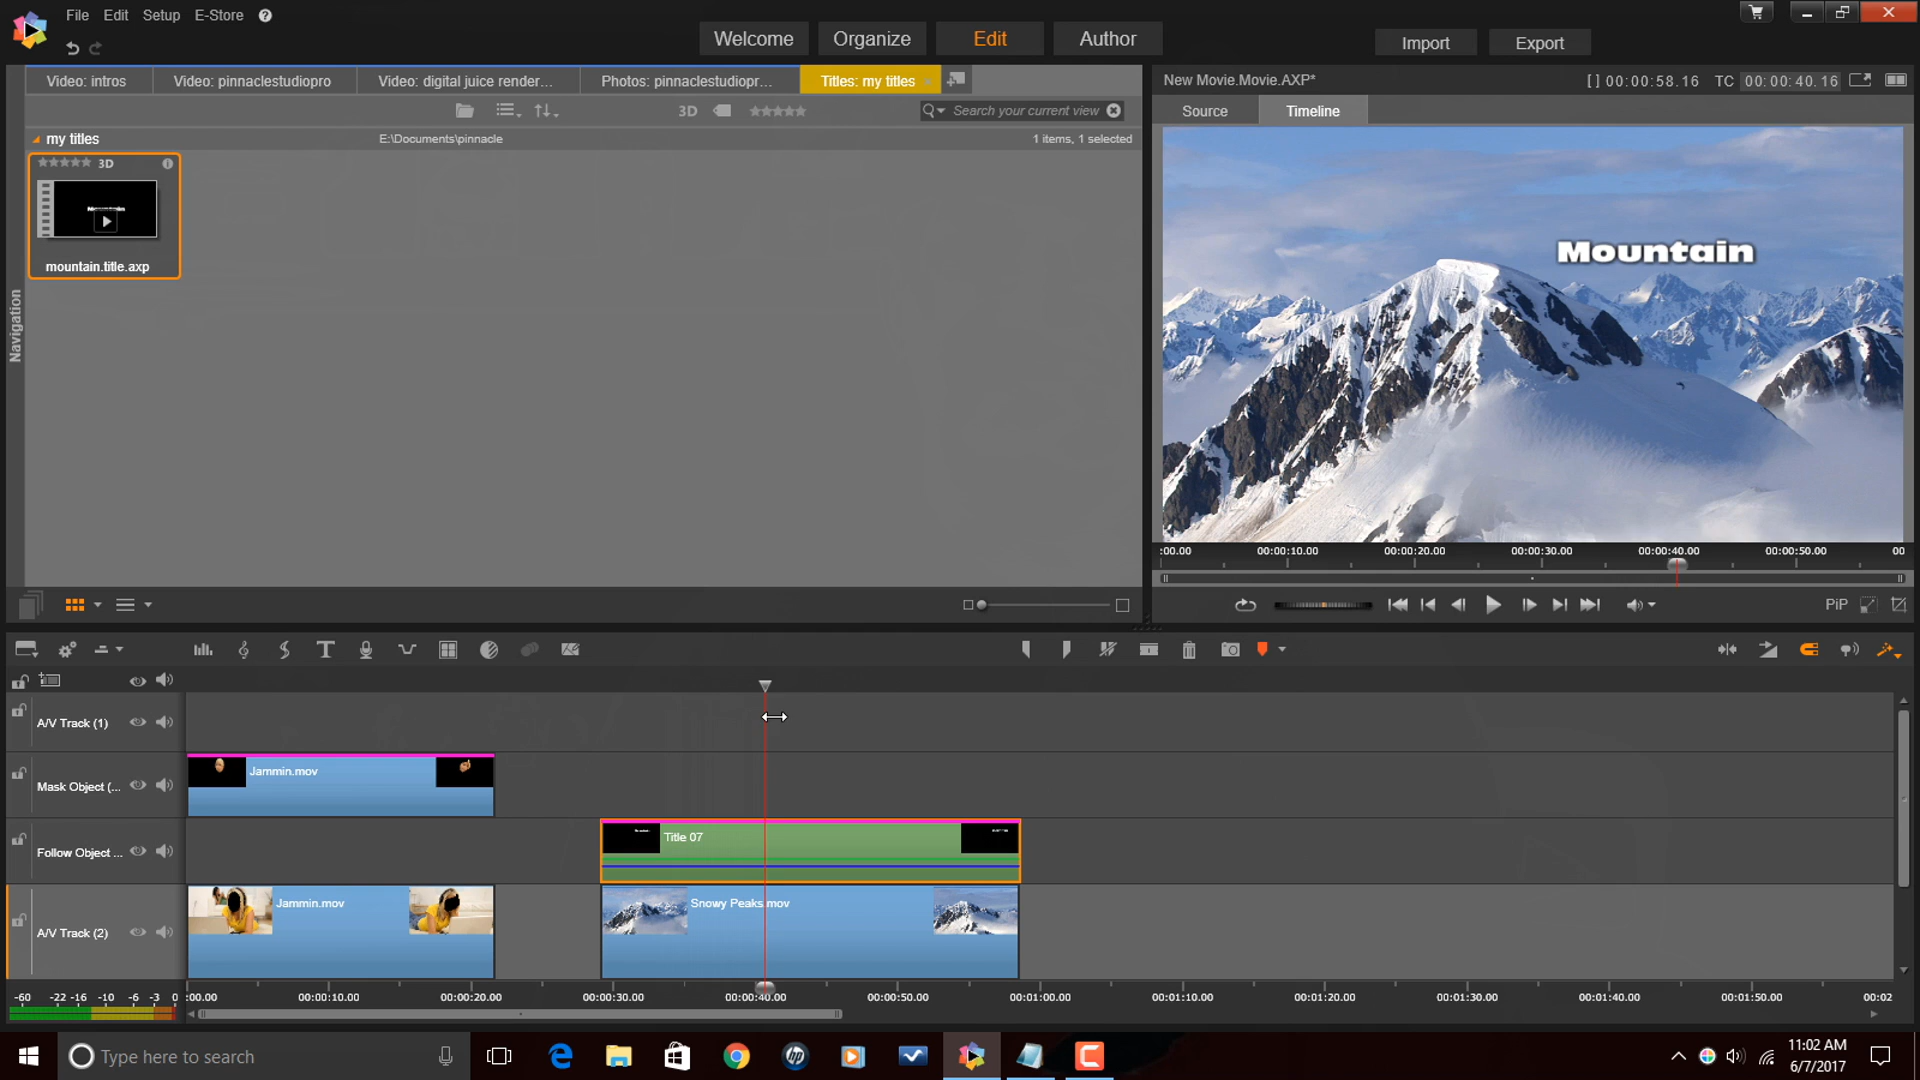 File Edit Setup E-Store ?
Welcome Organize Edit Author
Import Export
Video: intros Video: pinnaclestudiopro Video: digital juice render... Photos: pinnaclestudiopr... Titles: my titles
3D Search your current view
my titles E:\Documents\pinnacle 1 items, 1 selected
3D
mountain.title.axp
Navigation
New Movie.Movie.AXP* [ ] 00:00:58.16 TC 00:00:40.16
Source Timeline
Mountain
:00.00 00:00:10.00 00:00:20.00 00:00:30.00 00:00:40.00 00:00:50.00 00
PiP
A/V Track (1)
Mask Object (... Jammin.mov
Follow Object ... Title 07
A/V Track (2) Jammin.mov Snowy Peaks.mov
-60 -22 -16 -10 -6 -3 0 :00.00 00:00:10.00 00:00:20.00 00:00:30.00 00:00:40.00 00:00:50.00 00:01:00.00 00:01:10.00 00:01:20.00 00:01:30.00 00:01:40.00 00:01:50.00 00:02
Type here to search
hp
11:02 AM
6/7/2017